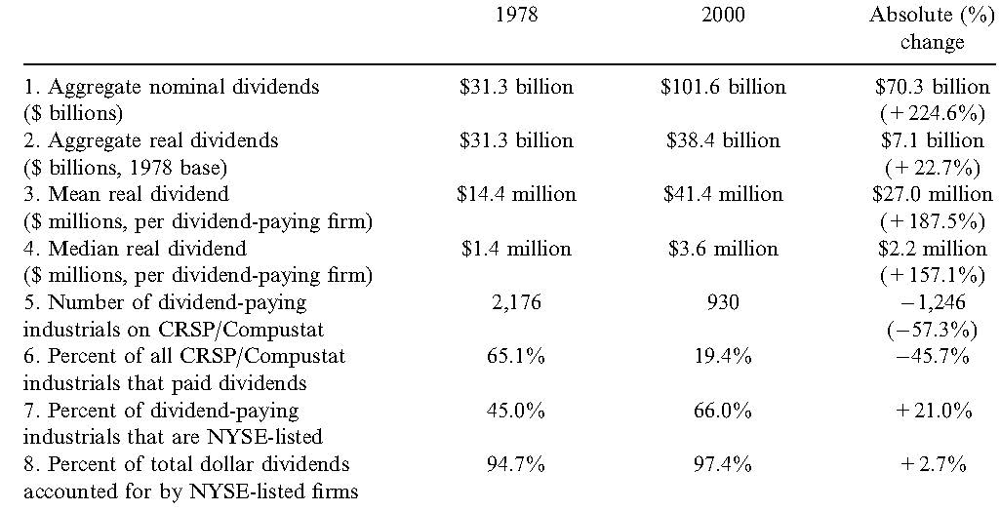 1978 2000 Absolute (%)
change
1. Aggregate nominal dividends $31.3 billion $101.6 billion $70.3 billion
($ billions) (+224.6%)
2. Aggregate real dividends $31.3 billion $38.4 billion $7.1 billion
($ billions, 1978 base) (+22.7%)
3. Mean real dividend $14.4 million $41.4 million $27.0 million
($ millions, per dividend-paying firm) (+187.5%)
4. Median real dividend $1.4 million $3.6 million $2.2 million
($ millions, per dividend-paying firm) (+157.1%)
5. Number of dividend-paying 2,176 930 −1,246
industrials on CRSP/Compustat (−57.3%)
6. Percent of all CRSP/Compustat 65.1% 19.4% −45.7%
industrials that paid dividends
7. Percent of dividend-paying 45.0% 66.0% +21.0%
industrials that are NYSE-listed
8. Percent of total dollar dividends 94.7% 97.4% +2.7%
accounted for by NYSE-listed firms